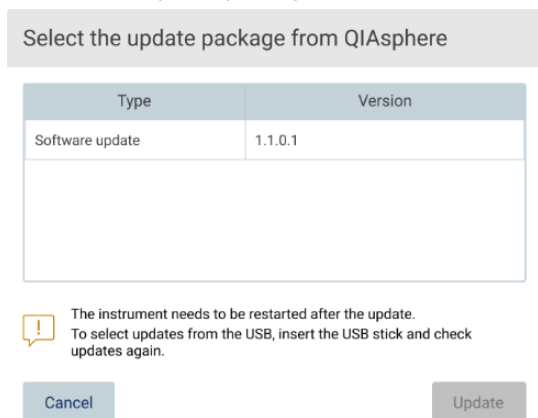 Select the update package from QIAsphere
Type Version
Software update 1.1.0.1
The instrument needs to be restarted after the update.
To select updates from the USB, insert the USB stick and check
updates again.
Cancel Update